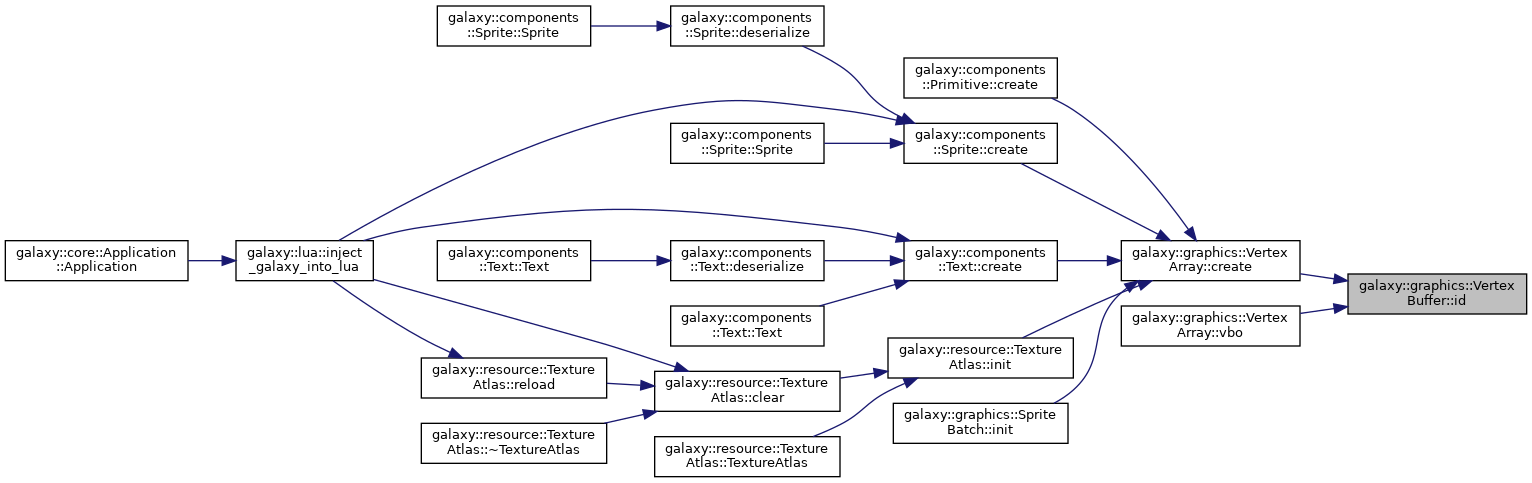 galaxy::components
::Sprite::Sprite
galaxy::components
::Sprite::deserialize
galaxy::components
::Primitive::create
galaxy::components
::Sprite::Sprite
galaxy::components
::Sprite::create
galaxy::core::Application
::Application
galaxy::lua::inject
_galaxy_into_lua
galaxy::components
::Text::Text
galaxy::components
::Text::deserialize
galaxy::components
::Text::create
galaxy::graphics::Vertex
Array::create
galaxy::graphics::Vertex
Buffer::id
galaxy::components
::Text::Text
galaxy::graphics::Vertex
Array::vbo
galaxy::resource::Texture
Atlas::init
galaxy::resource::Texture
Atlas::reload
galaxy::resource::Texture
Atlas::clear
galaxy::graphics::Sprite
Batch::init
galaxy::resource::Texture
Atlas::~TextureAtlas
galaxy::resource::Texture
Atlas::TextureAtlas